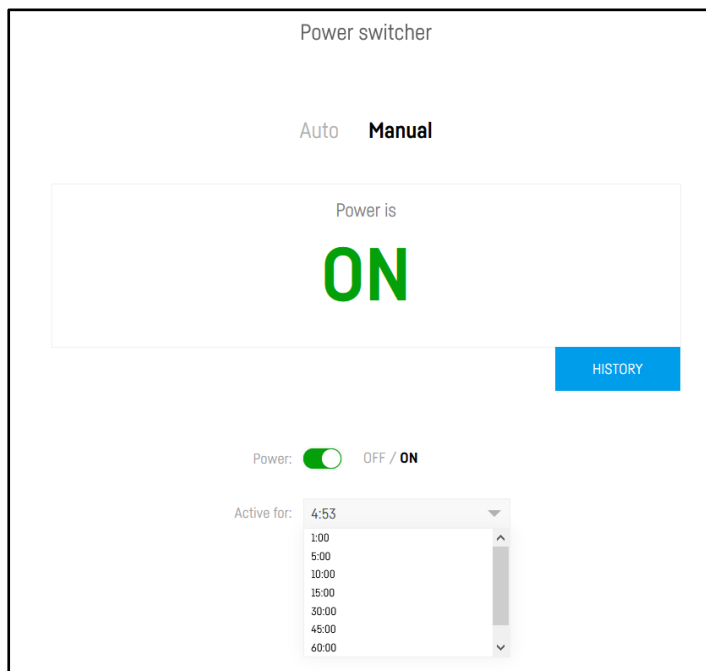 Power switcher
Auto Manual
Power is
ON
HISTORY
Power: OFF / ON
Active for: 4:53
1:00
5:00
10:00
15:00
30:00
45:00
60:00